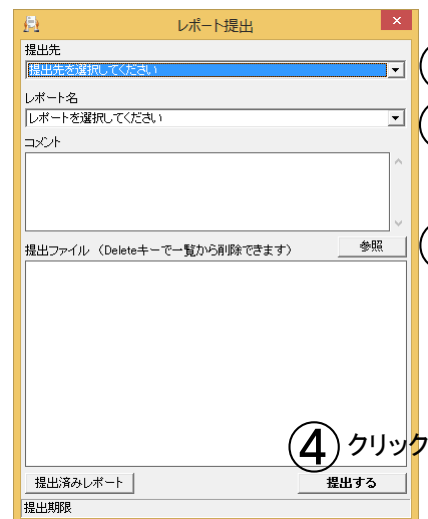 レポート提出
提出先
提出先を選択してください
レポート名
レポートを選択してください
コメント
提出ファイル （Deleteキーで一覧から削除できます）
参照
④ クリック
提出済みレポート
提出する
提出期限